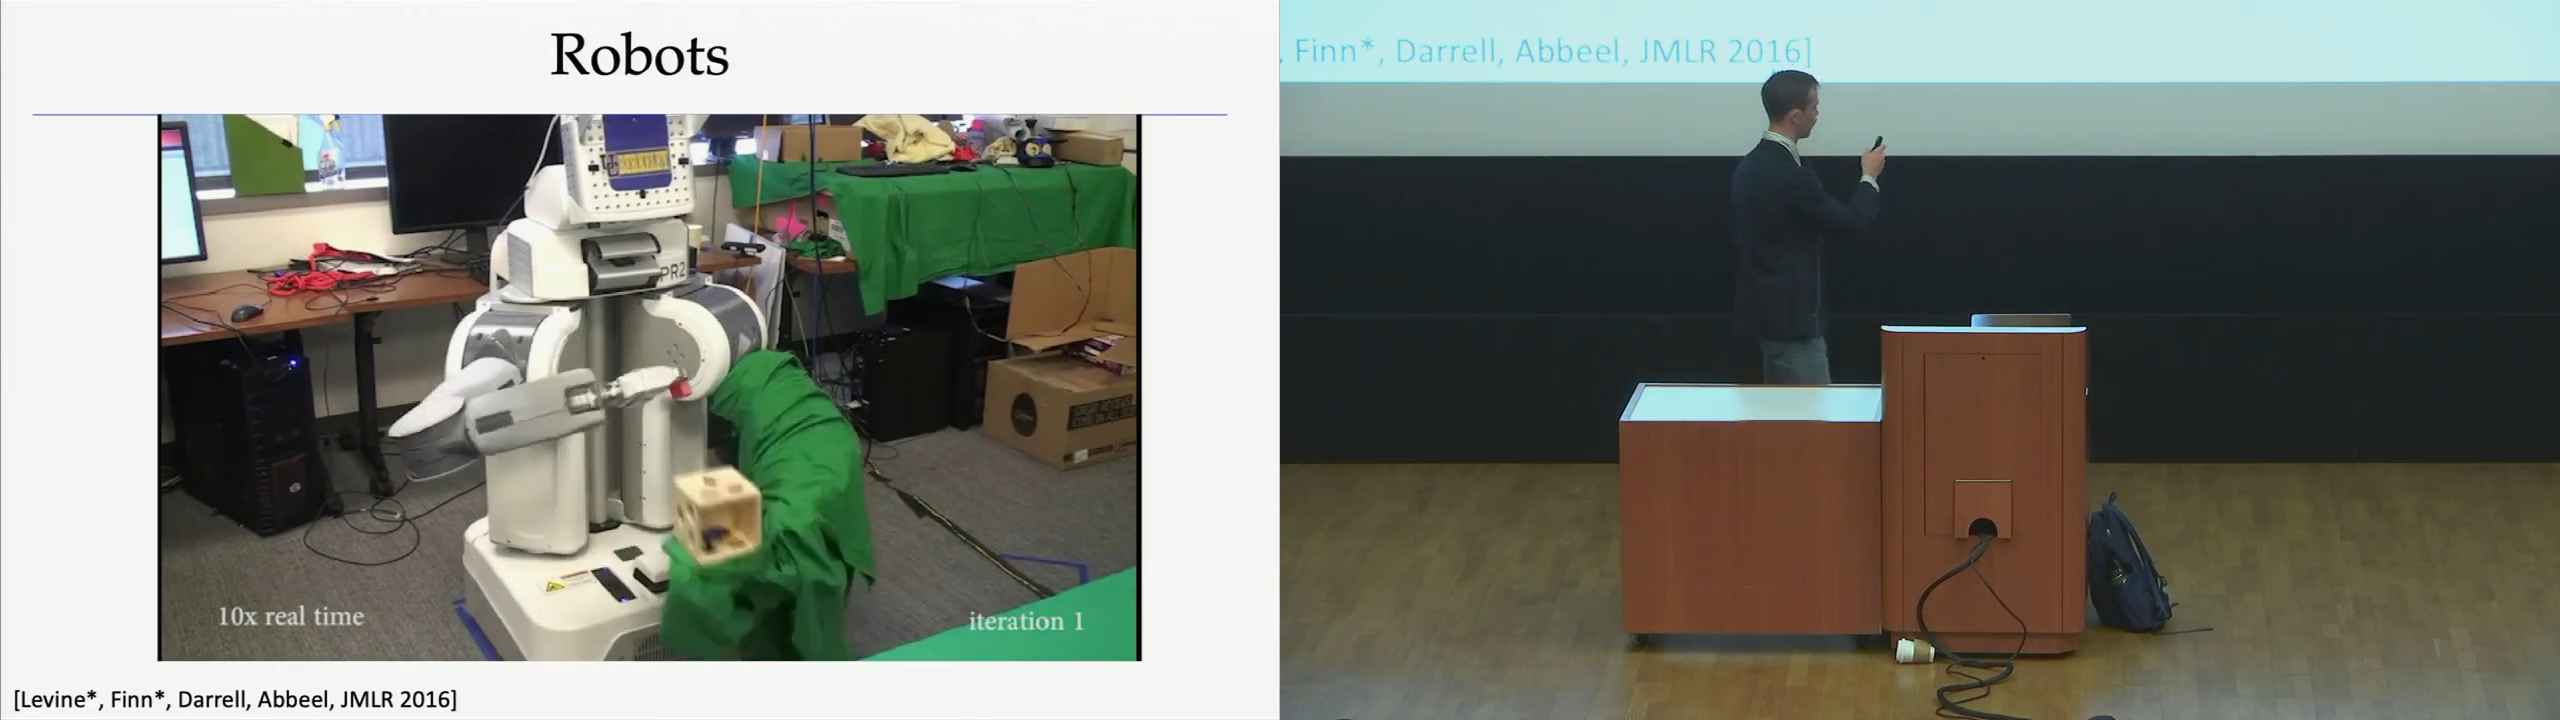 Robots
PR2
10x real time
iteration 1
[Levine*, Finn*, Darrell, Abbeel, JMLR 2016]
, Finn*, Darrell, Abbeel, JMLR 2016]